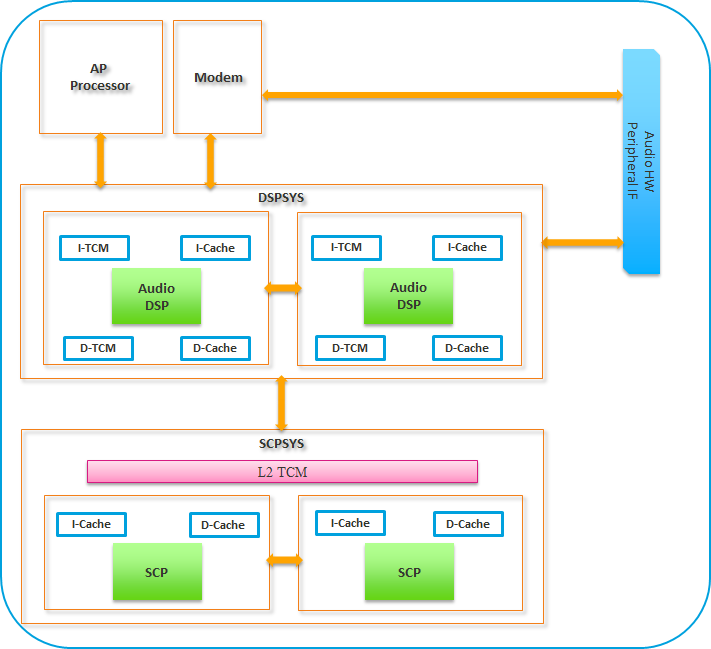 AP
Processor
Modem
Audio HW
Peripheral IF
DSPSYS
I-TCM
I-Cache
Audio
DSP
D-TCM
D-Cache
I-TCM
I-Cache
Audio
DSP
D-TCM
D-Cache
SCPSYS
L2 TCM
I-Cache
D-Cache
SCP
I-Cache
D-Cache
SCP